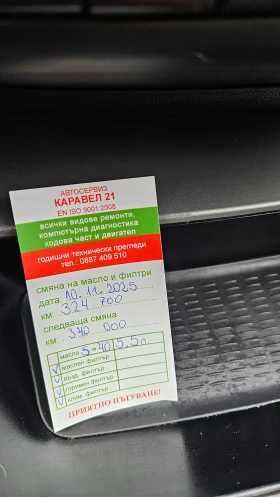 АВТОСЕРВИЗ
КАРАВЕЛ 21
EN ISO 9001:2008
всички видове ремонти,
компютърна диагностика
ходова част и двигател
годишни технически прегледи
тел.: 0887 409 510
смяна на масло и филтри
дата: 10.11.2025
км: 324 700
следваща смяна
км: 330 000
масло 5-40 5.5л
V маслен филтър
V възд. филтър
V горивен филтър
V клим. филтър
ПРИЯТНО ПЪТУВАНЕ!